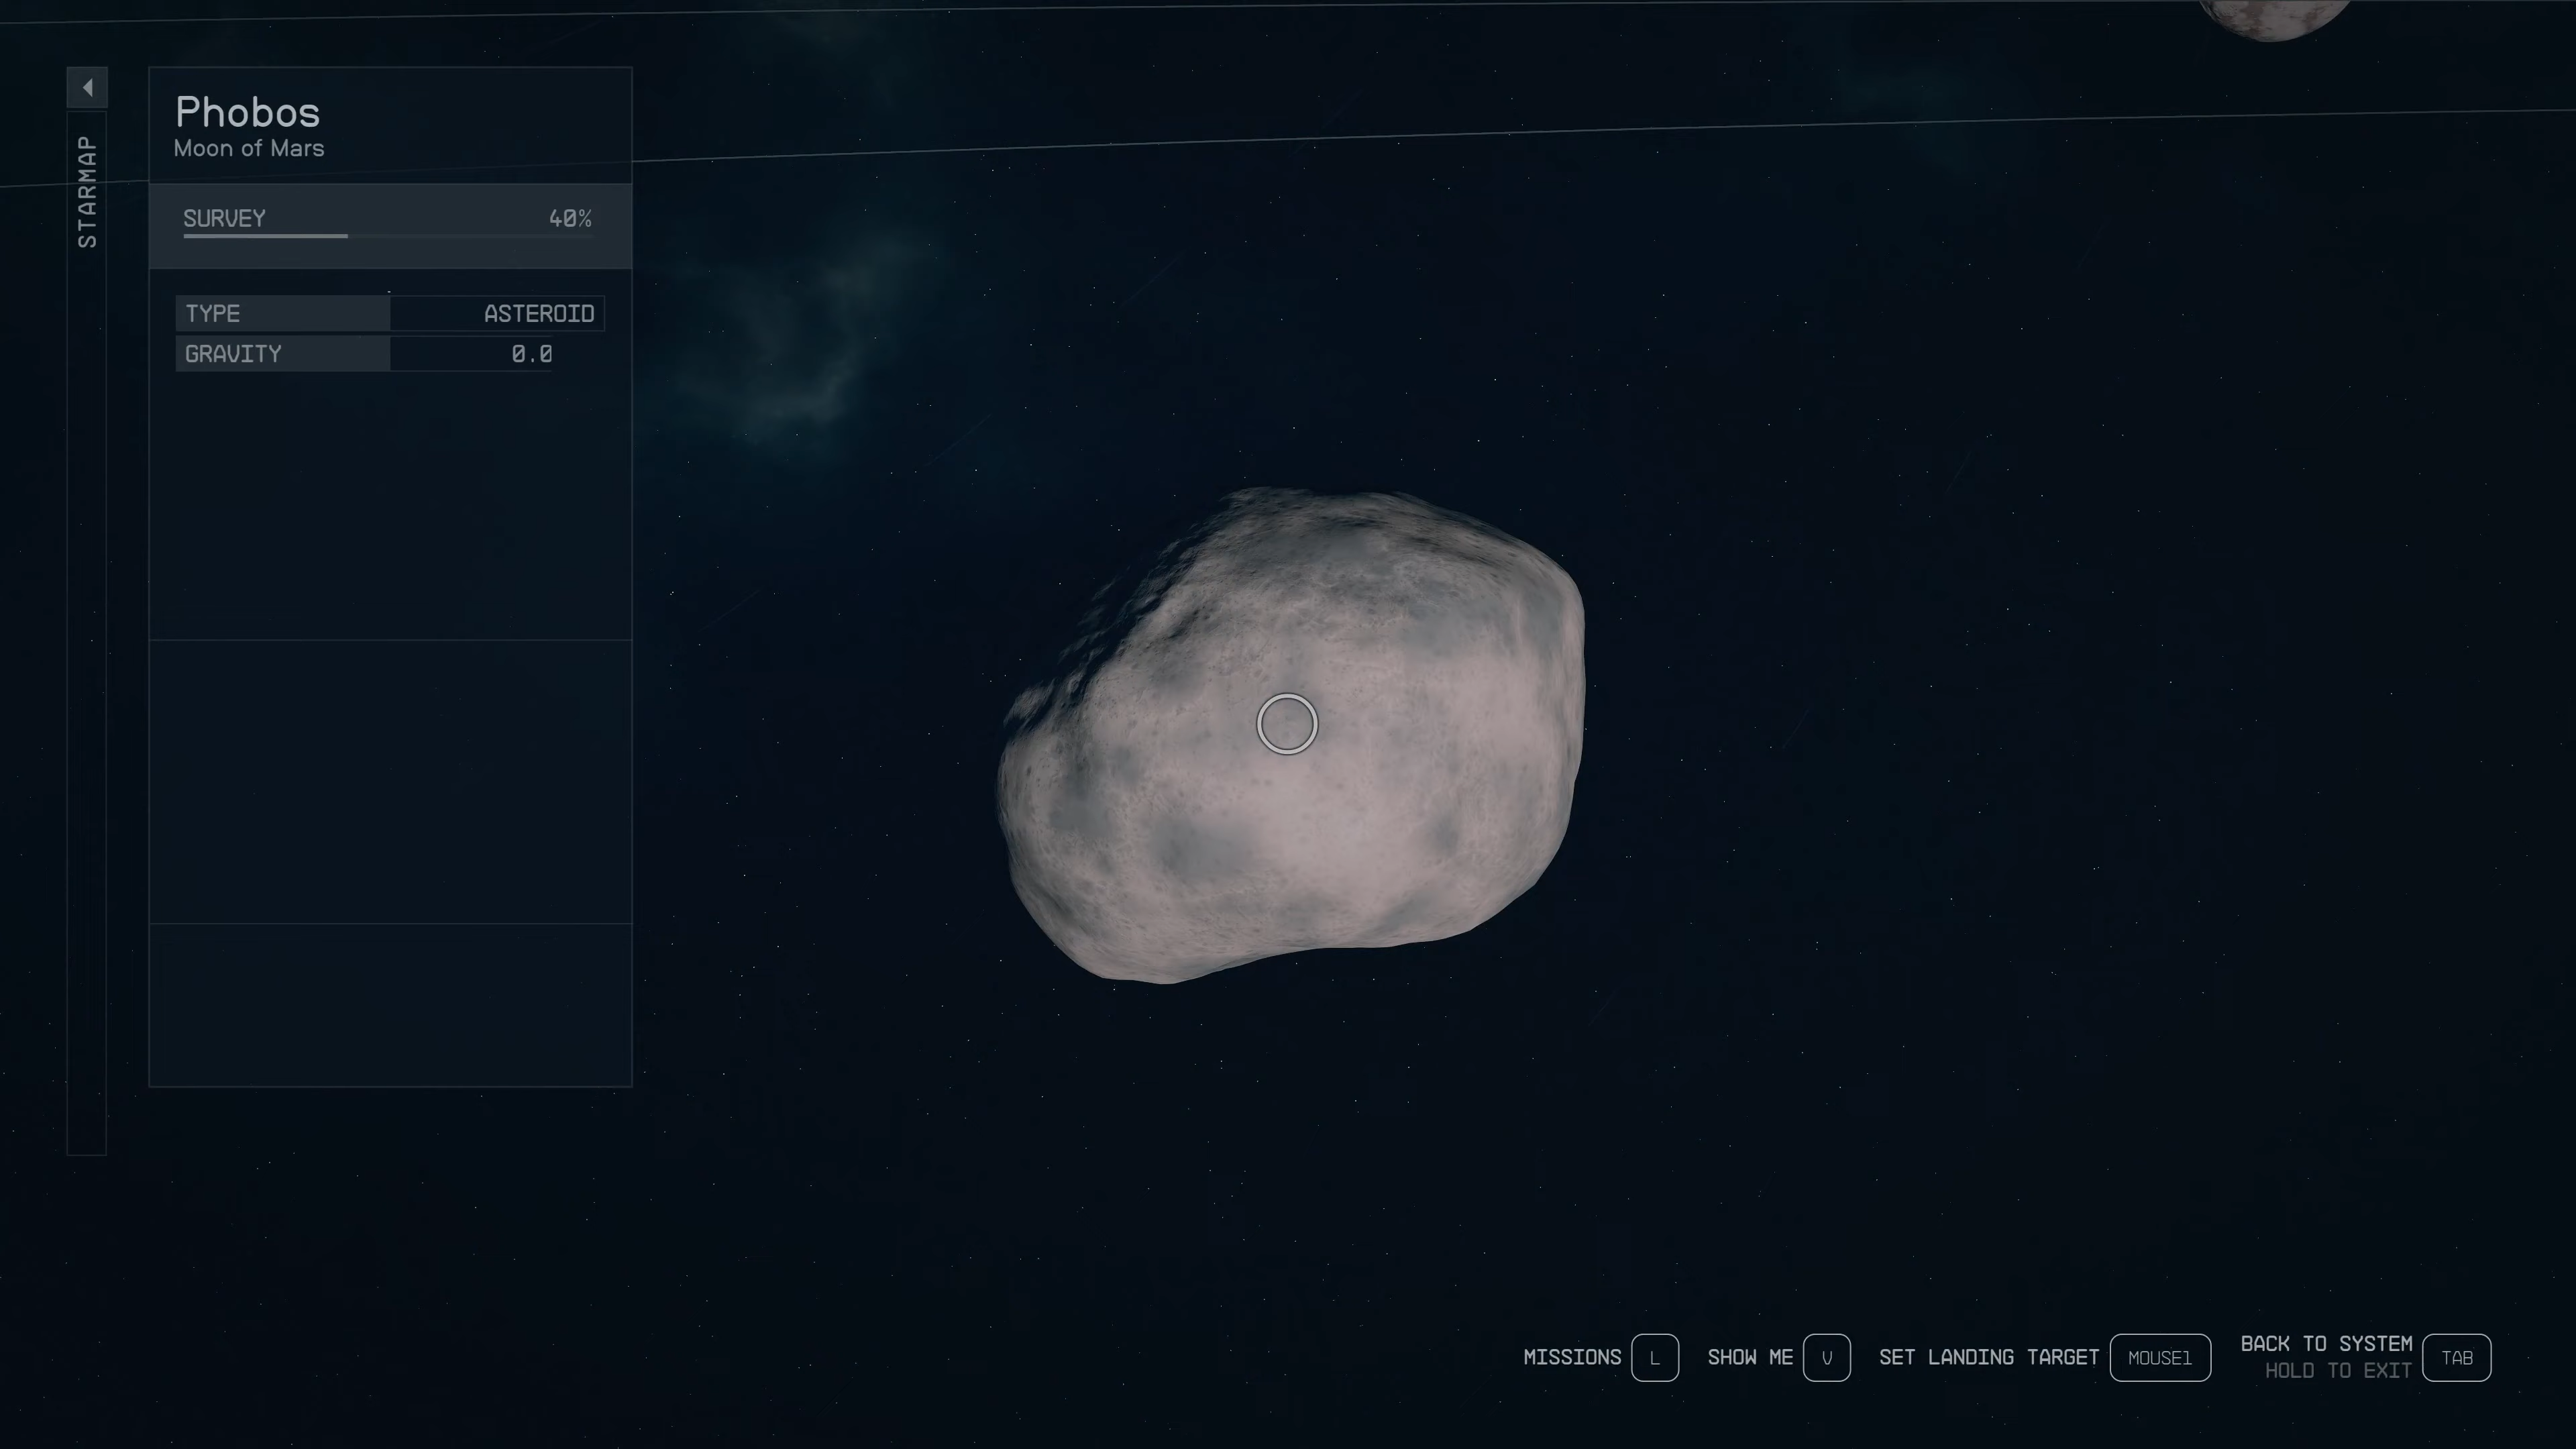 STARMAP
Phobos
Moon of Mars
SURVEY 40%
TYPE ASTEROID
GRAVITY 0.0
MISSIONS L SHOW ME V SET LANDING TARGET MOUSE1 BACK TO SYSTEM TAB
HOLD TO EXIT